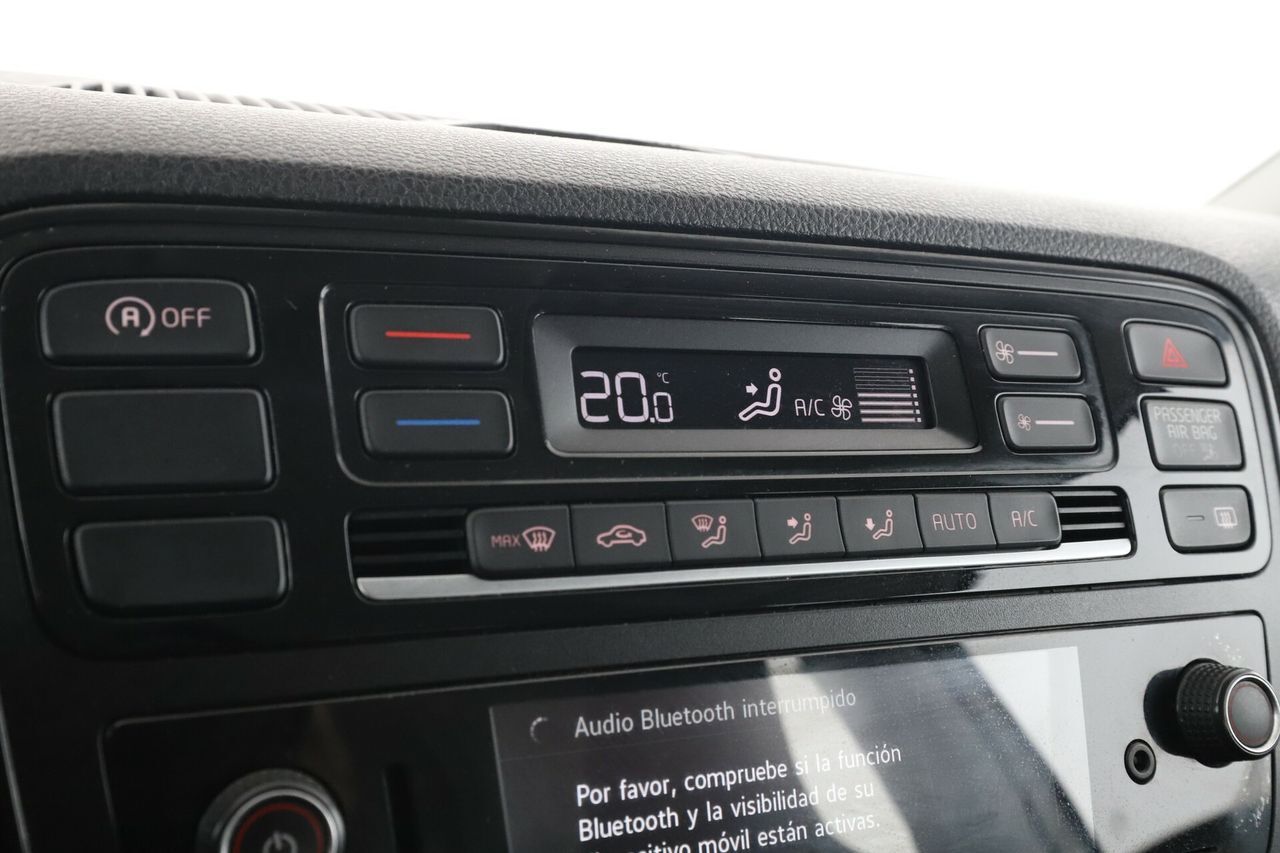 A OFF
20.0 °C
A/C
PASSENGER
AIR BAG
OFF
MAX
AUTO
A/C
Audio Bluetooth interrumpido
Por favor, compruebe si la función
Bluetooth y la visibilidad de su
móvil están activas.